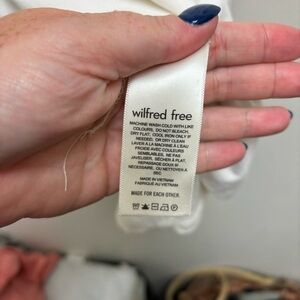 wilfred free
MACHINE WASH COLD WITH LIKE
COLOURS, DO NOT BLEACH,
DRY FLAT, COOL IRON ONLY IF
NEEDED, OR DRY CLEAN
LAVER À LA MACHINE À L'EAU
FROIDE AVEC COULEURS
SEMBLABLES, NE PAS
JAVELISER, SÉCHER À PLAT,
REPASSAGE DOUX SI
NÉCESSAIRE, OU NETTOYER À
SEC
MADE IN VIETNAM
FABRIQUÉ AU VIETNAM
MADE FOR EACH OTHER.